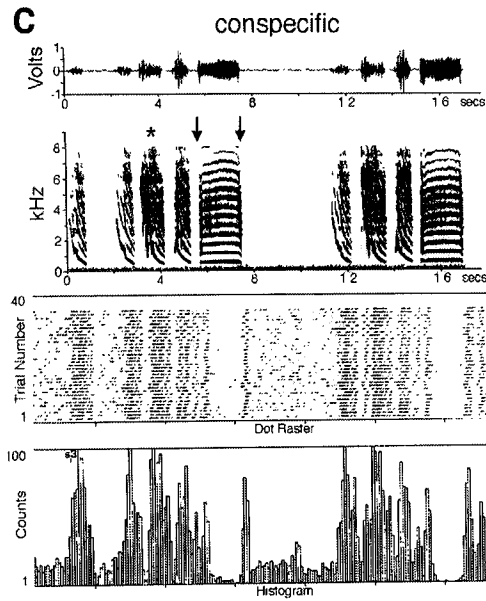 C conspecific
Volts
1
0
-1
0 4 8 12 16 secs
*
kHz
8
6
4
2
0
0 4 8 12 16 secs
Trial Number
40
1
Dot Raster
Counts
100
s3
1
Histogram